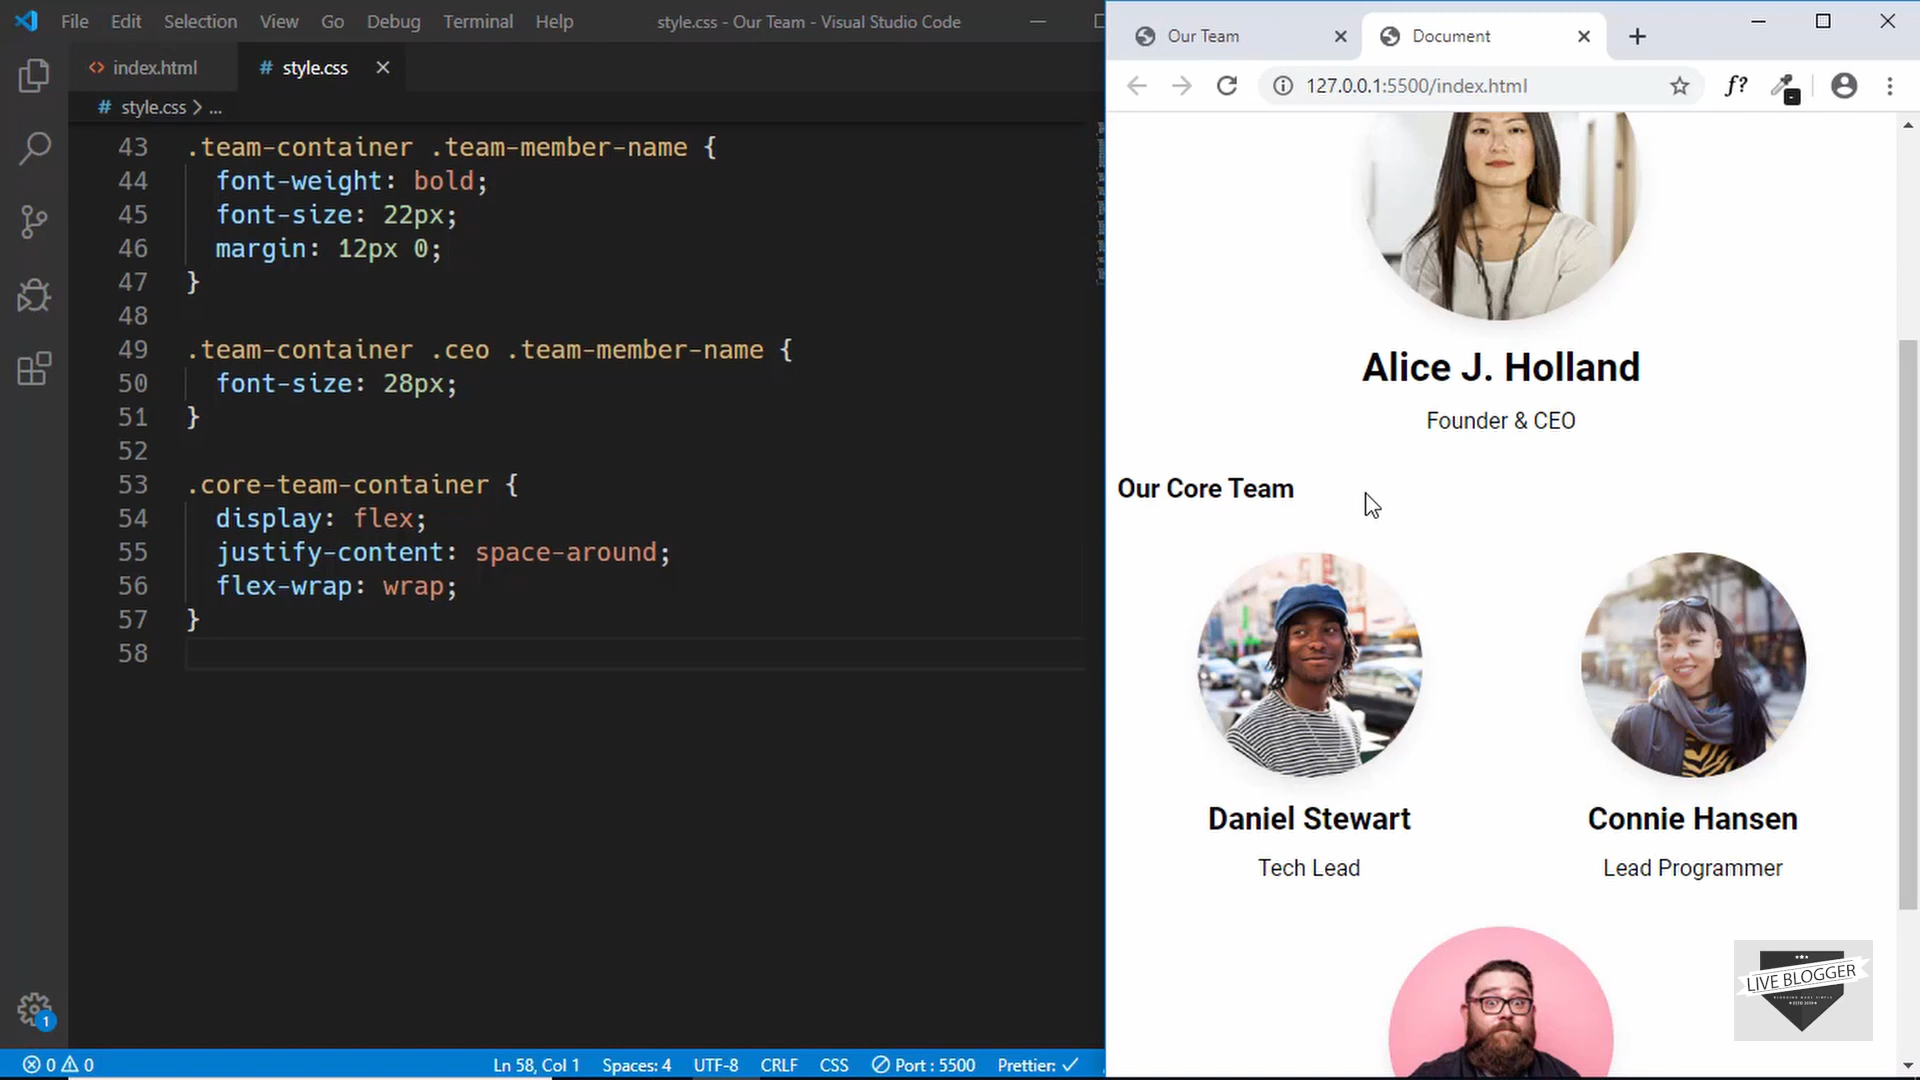 File Edit Selection View Go Debug Terminal Help
style.css - Our Team - Visual Studio Code
<> index.html
# style.css
# style.css > ...
43 .team-container .team-member-name {
44 font-weight: bold;
45 font-size: 22px;
46 margin: 12px 0;
47 }
48
49 .team-container .ceo .team-member-name {
50 font-size: 28px;
51 }
52
53 .core-team-container {
54 display: flex;
55 justify-content: space-around;
56 flex-wrap: wrap;
57 }
58
1
0 0
Ln 58, Col 1 Spaces: 4 UTF-8 CRLF CSS Port : 5500 Prettier: ✓
Our Team
Document
127.0.0.1:5500/index.html
f?
Alice J. Holland
Founder & CEO
Our Core Team
Daniel Stewart
Tech Lead
Connie Hansen
Lead Programmer
LIVE BLOGGER